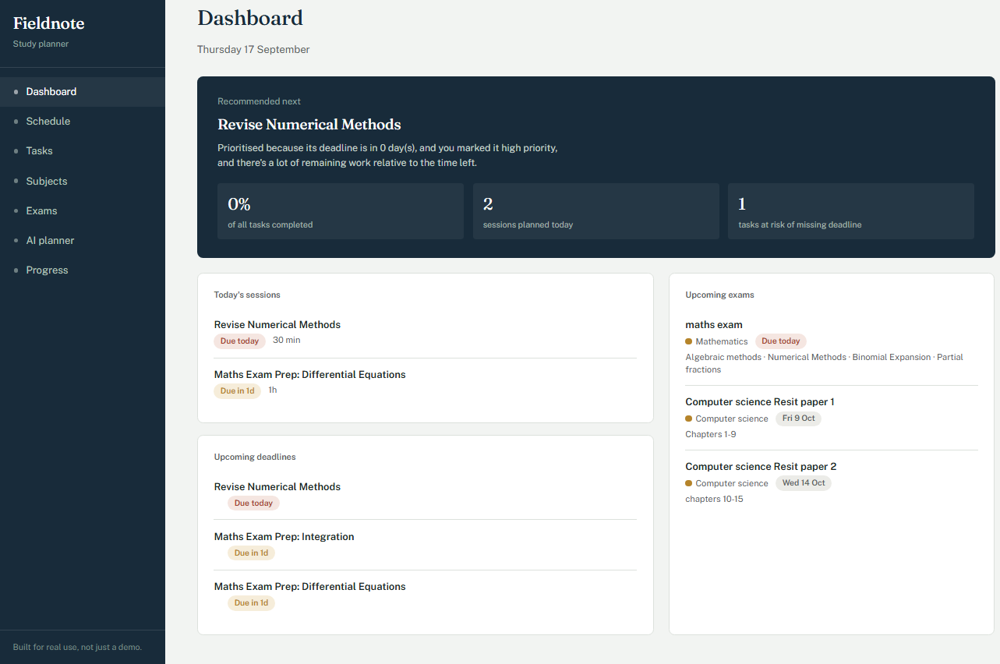 Fieldnote
Study planner
Dashboard
Schedule
Tasks
Subjects
Exams
AI planner
Progress
Built for real use, not just a demo.
Dashboard
Thursday 17 September
Recommended next
Revise Numerical Methods
Prioritised because its deadline is in 0 day(s), and you marked it high priority,
and there's a lot of remaining work relative to the time left.
0%
of all tasks completed
2
sessions planned today
1
tasks at risk of missing deadline
Today's sessions
Revise Numerical Methods
Due today 30 min
Maths Exam Prep: Differential Equations
Due in 1d 1h
Upcoming deadlines
Revise Numerical Methods
Due today
Maths Exam Prep: Integration
Due in 1d
Maths Exam Prep: Differential Equations
Due in 1d
Upcoming exams
maths exam
Mathematics Due today
Algebraic methods · Numerical Methods · Binomial Expansion · Partial
fractions
Computer science Resit paper 1
Computer science Fri 9 Oct
Chapters 1-9
Computer science Resit paper 2
Computer science Wed 14 Oct
chapters 10-15